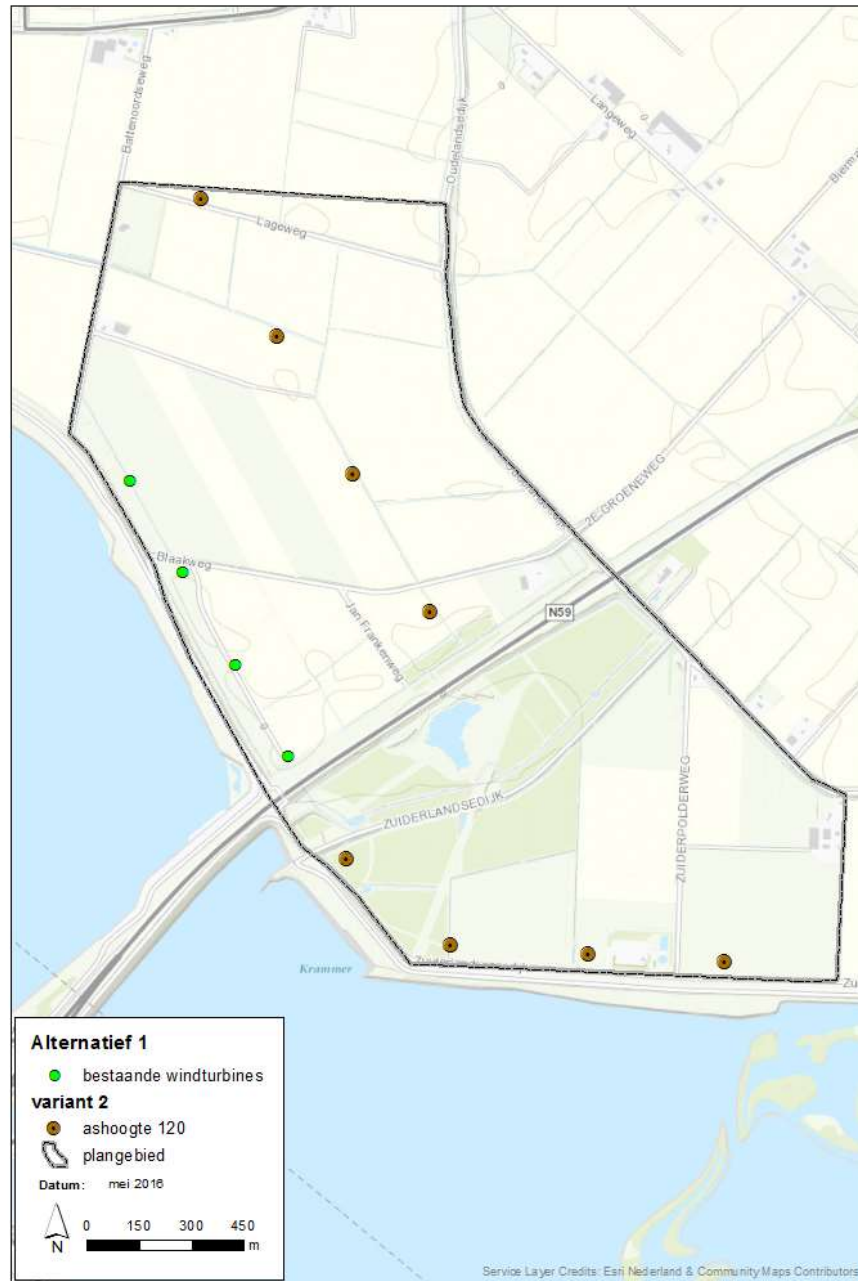 Battenoordseweg
Oudelandsedijk
Langeweg
Lageweg
2E GROENEWEG
Blaakweg
Jan Frankenweg
N59
ZUIDERLANDSEDIJK
ZUIDERPOLDERWEG
Krammer
Alternatief 1
bestaande windturbines
variant 2
ashoogte 120
plangebied
Datum: mei 2016
0 150 300 450
m
N
Service Layer Credits: Esri Nederland & Community Maps Contributors